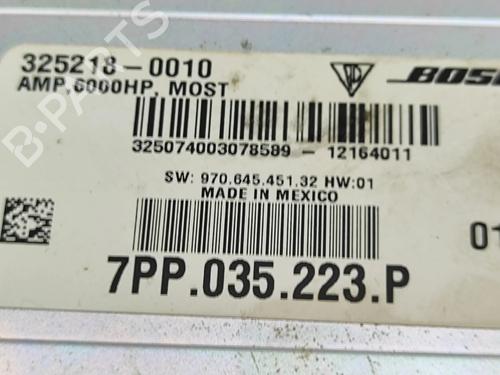 325218-0010
AMP,6000HP, MOST
325074003078589 -12164011
SW: 970.645.451.32 HW:01
MADE IN MEXICO
01
7PP.035.223.P
B-PARTS